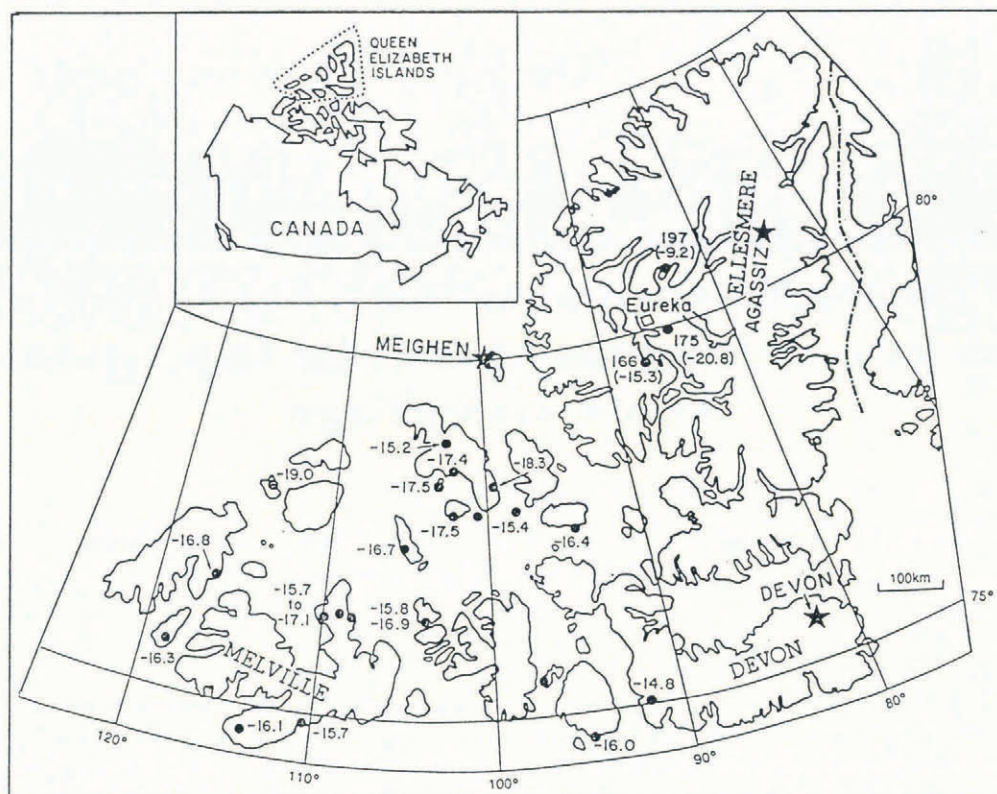 QUEEN
ELIZABETH
ISLANDS
CANADA
80°
197
(-9.2)
ELLESMERE
AGASSIZ
Eureka
MEIGHEN
175
(-20.8)
166
(-15.3)
-15.2
-17.4
-19.0
-17.5
-18.3
-17.5
-15.4
-16.4
-16.8
-16.7
100km
-15.7
to
-17.1
-15.8
-16.9
DEVON
75°
-16.3
MELVILLE
DEVON
-14.8
80°
-16.1
-15.7
-16.0
120°
90°
110°
100°